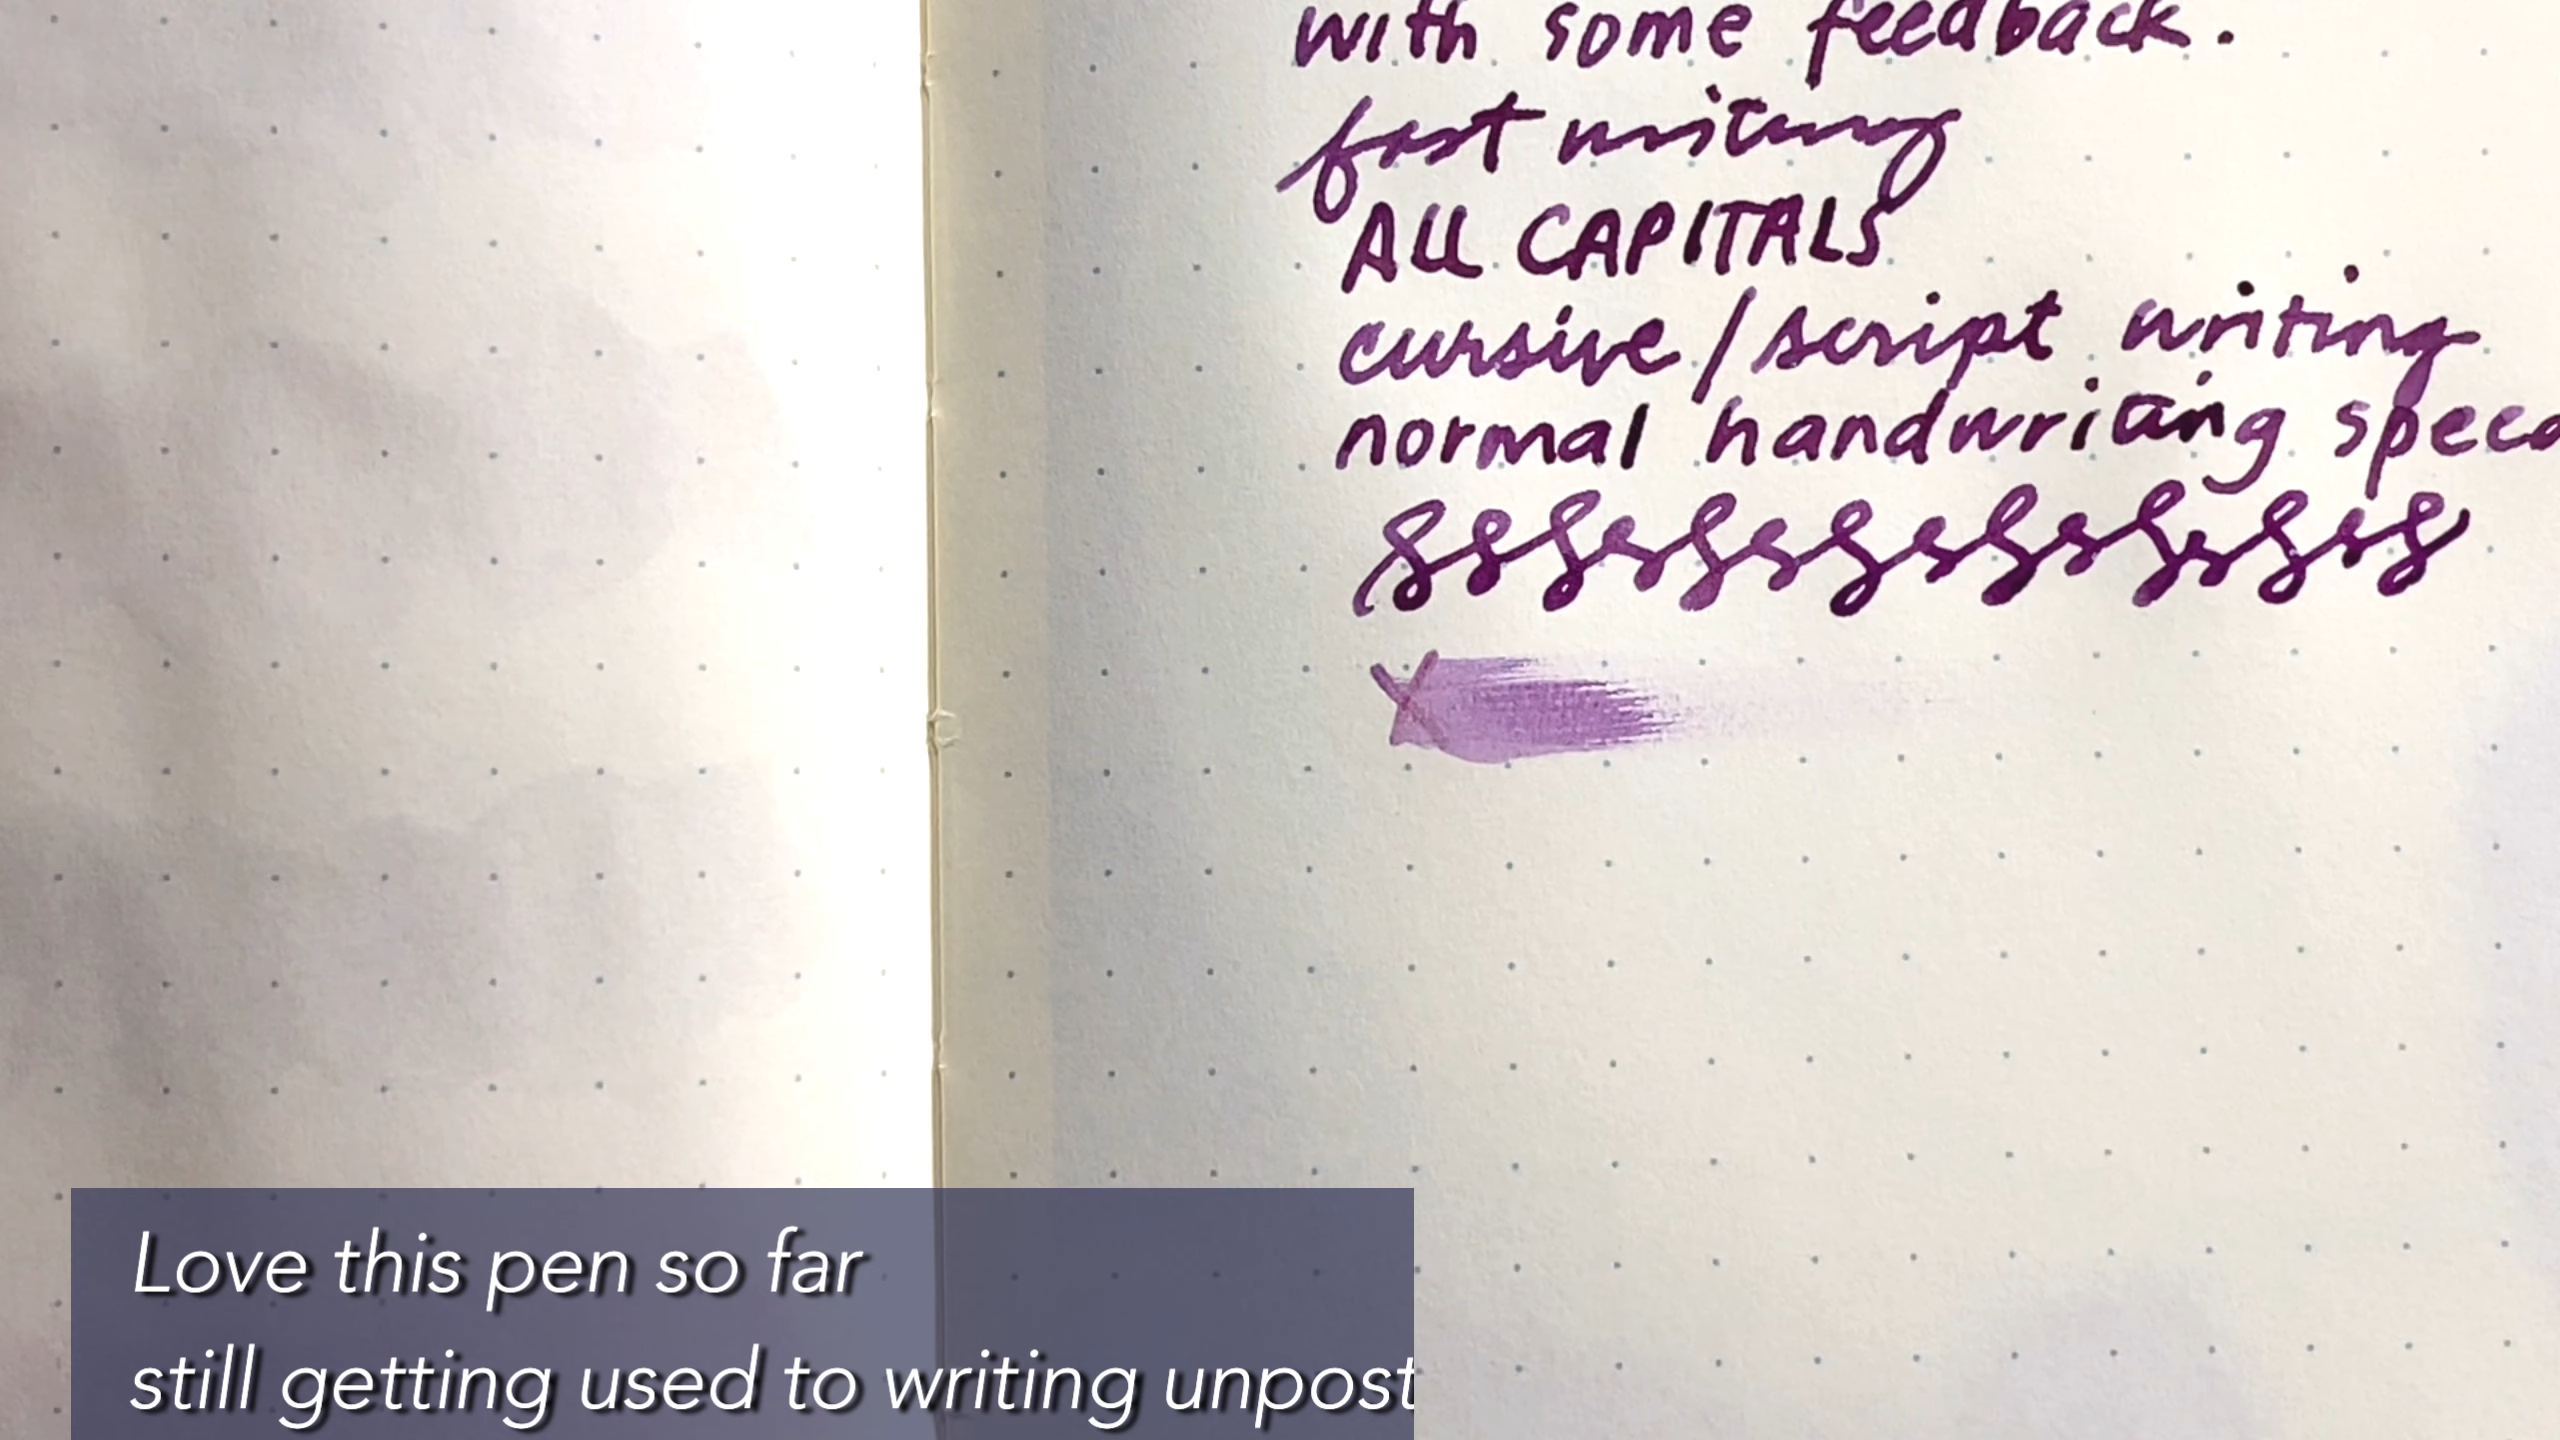 with some feedback.
fast writing
ALL CAPITALS
cursive/script writing
normal handwriting
Love this pen so far
still getting used to writing unpost